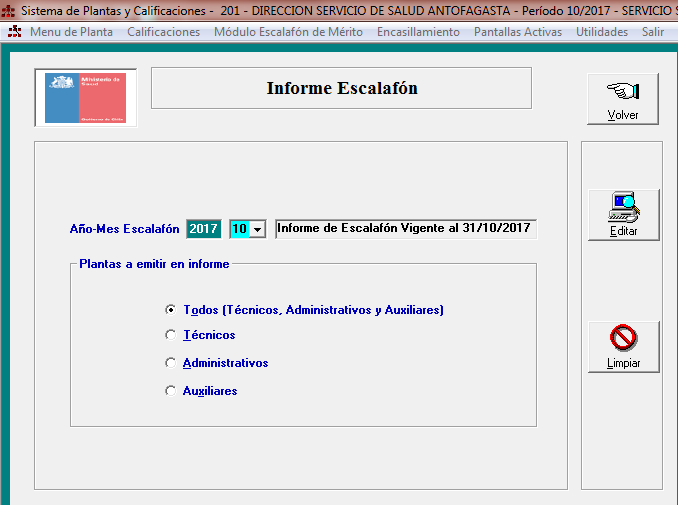 Sistema de Plantas y Calificaciones - 201 - DIRECCION SERVICIO DE SALUD ANTOFAGASTA - Período 10/2017 - SERVICIO S
Menu de Planta Calificaciones Módulo Escalafón de Mérito Encasillamiento Pantallas Activas Utilidades Salir
Ministerio de
Salud
Gobierno de Chile
Informe Escalafón
Volver
Año-Mes Escalafón 2017 10 Informe de Escalafón Vigente al 31/10/2017
Editar
Plantas a emitir en informe
Todos (Técnicos, Administrativos y Auxiliares)
Técnicos
Administrativos
Auxiliares
Limpiar